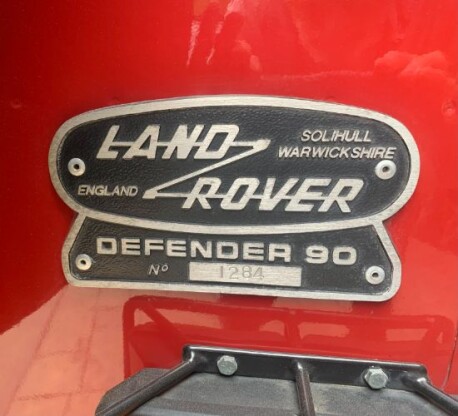 LAND ROVER
SOLIHULL
WARWICKSHIRE
ENGLAND
DEFENDER 90
No 1284